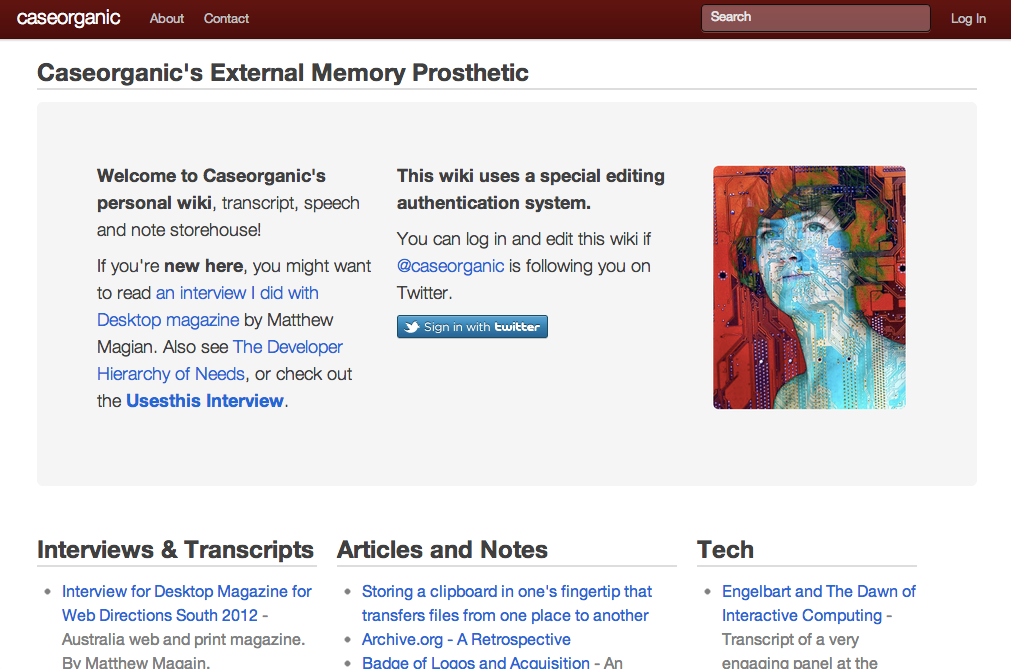 caseorganic About Contact Search Log In
Caseorganic's External Memory Prosthetic
Welcome to Caseorganic's
personal wiki, transcript, speech
and note storehouse!
If you're new here, you might want
to read an interview I did with
Desktop magazine by Matthew
Magian. Also see The Developer
Hierarchy of Needs, or check out
the Usesthis Interview.
This wiki uses a special editing
authentication system.
You can log in and edit this wiki if
@caseorganic is following you on
Twitter.
Sign in with twitter
Interviews & Transcripts
Interview for Desktop Magazine for
Web Directions South 2012 -
Australia web and print magazine.
By Matthew Magain.
Articles and Notes
Storing a clipboard in one's fingertip that
transfers files from one place to another
Archive.org - A Retrospective
Badge of Logos and Acquisition - An
Tech
Engelbart and The Dawn of
Interactive Computing -
Transcript of a very
engaging panel at the